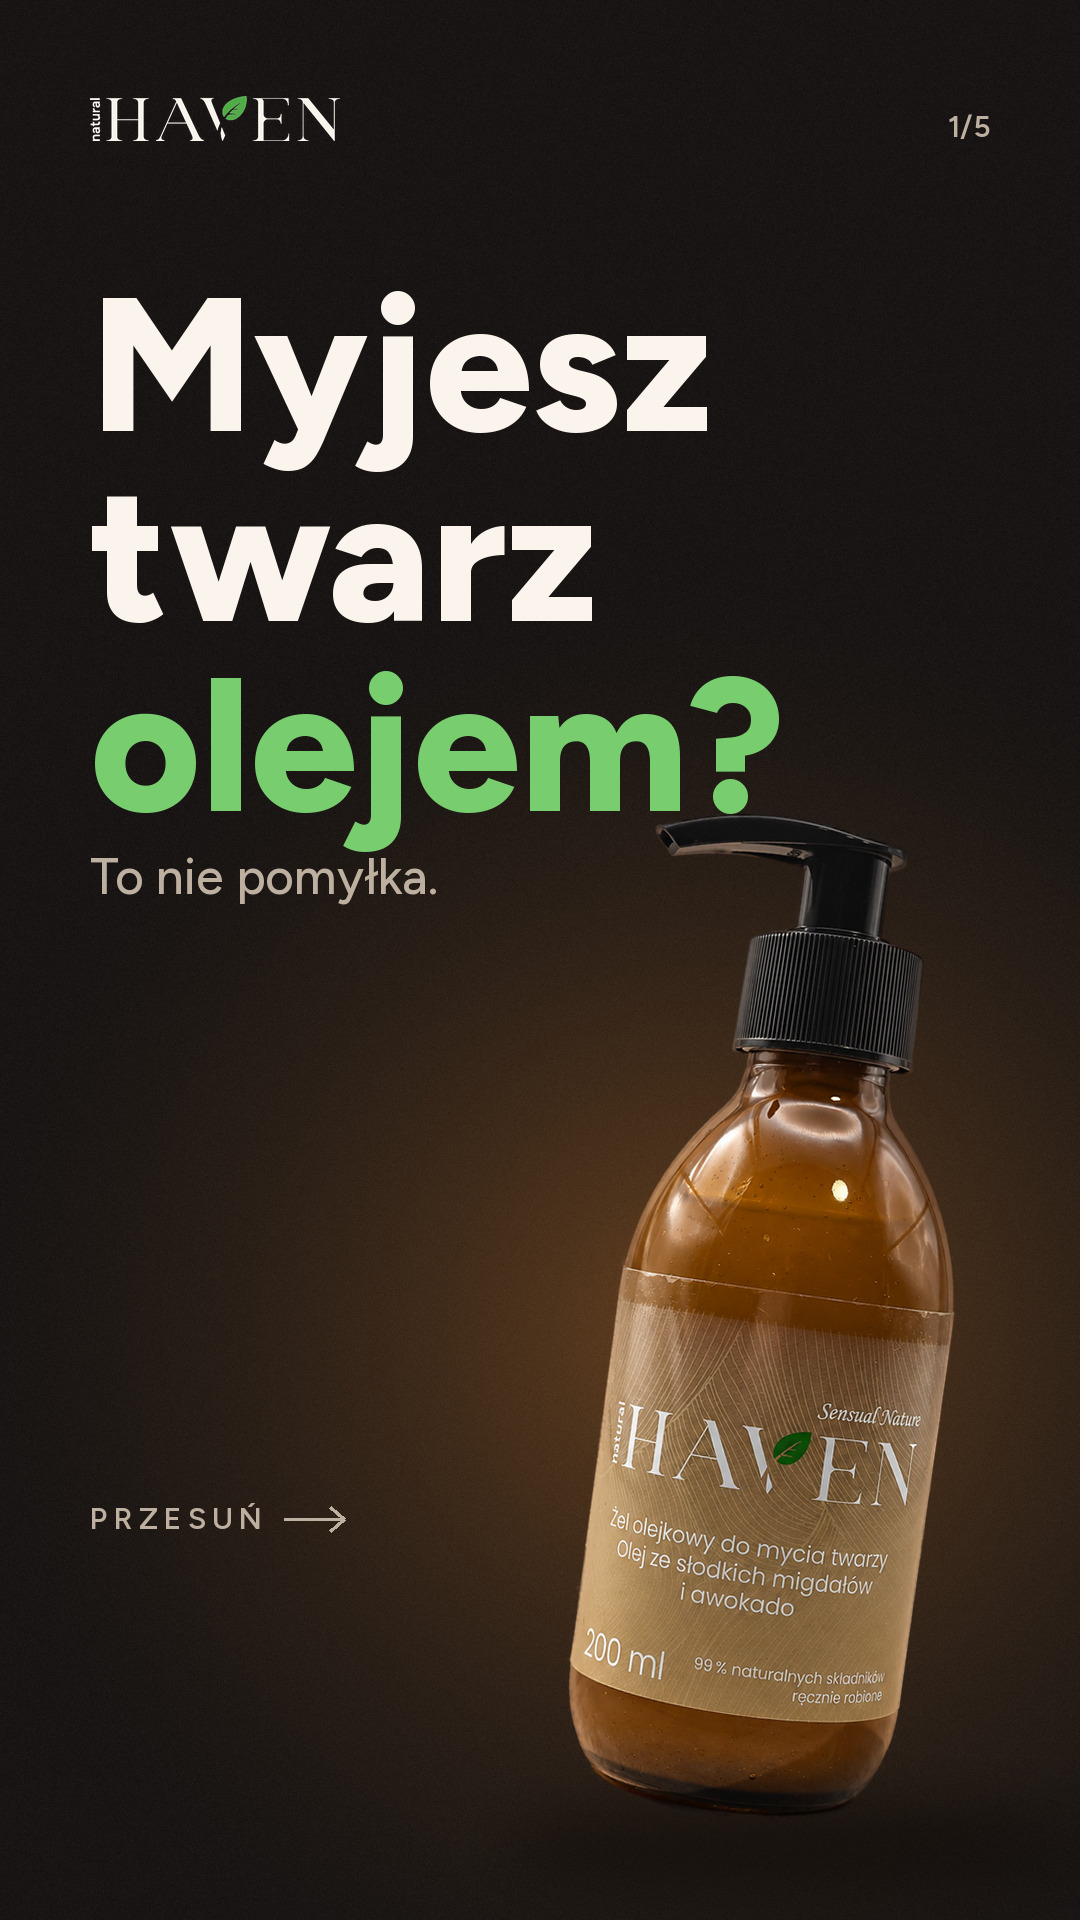 natural HAVEN
1/5
Myjesz
twarz
olejem?
To nie pomyłka.
PRZESUŃ
Sensual Nature
natural HAVEN
Żel olejkowy do mycia twarzy
Olej ze słodkich migdałów
i awokado
200 ml
99% naturalnych składników
ręcznie robione